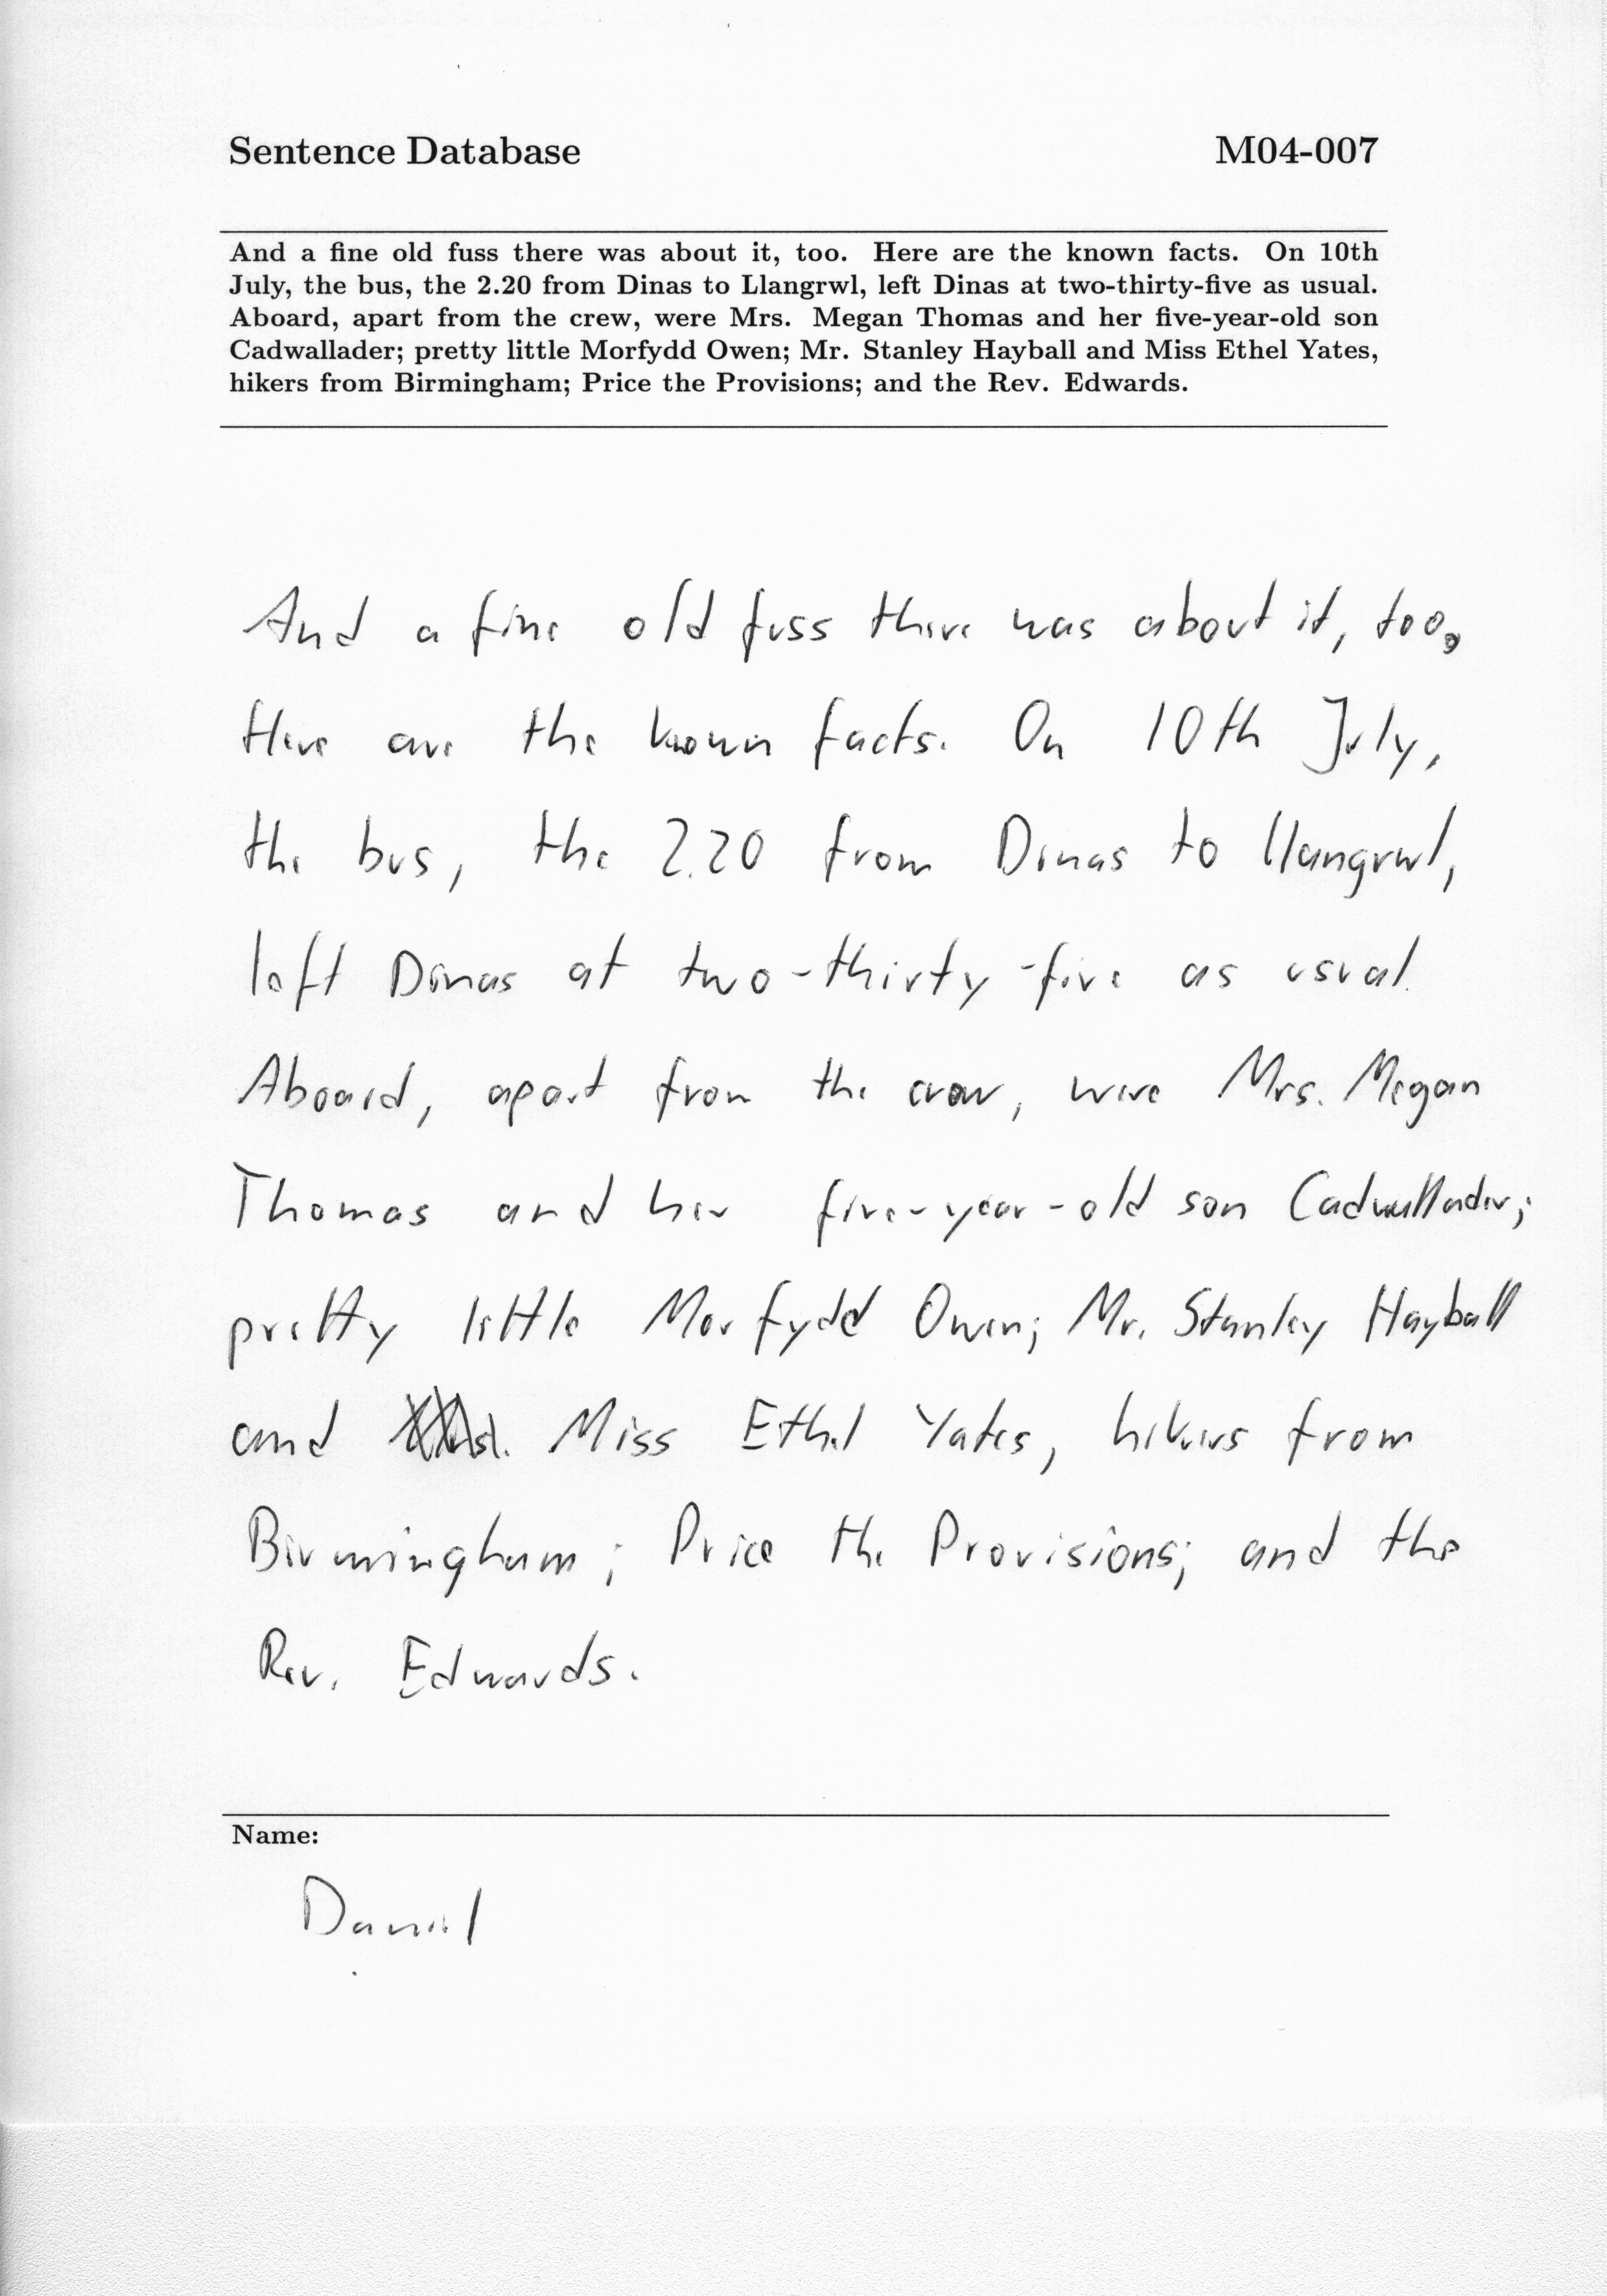 Sentence Database M04-007
And a fine old fuss there was about it, too. Here are the known facts. On 10th
July, the bus, the 2.20 from Dinas to Llangrwl, left Dinas at two-thirty-five as usual.
Aboard, apart from the crew, were Mrs. Megan Thomas and her five-year-old son
Cadwallader; pretty little Morfydd Owen; Mr. Stanley Hayball and Miss Ethel Yates,
hikers from Birmingham; Price the Provisions; and the Rev. Edwards.
And a fine old fuss there was about it, too.
Here are the known facts. On 10th July,
the bus, the 2.20 from Dinas to Llangrwl,
left Dinas at two-thirty-five as usual.
Aboard, apart from the crew, were Mrs. Megan
Thomas and her five-year-old son Cadwallader;
pretty little Morfydd Owen; Mr. Stanley Hayball
and Miss Ethel Yates, hikers from
Birmingham; Price the Provisions; and the
Rev. Edwards.
Name:
Daniel